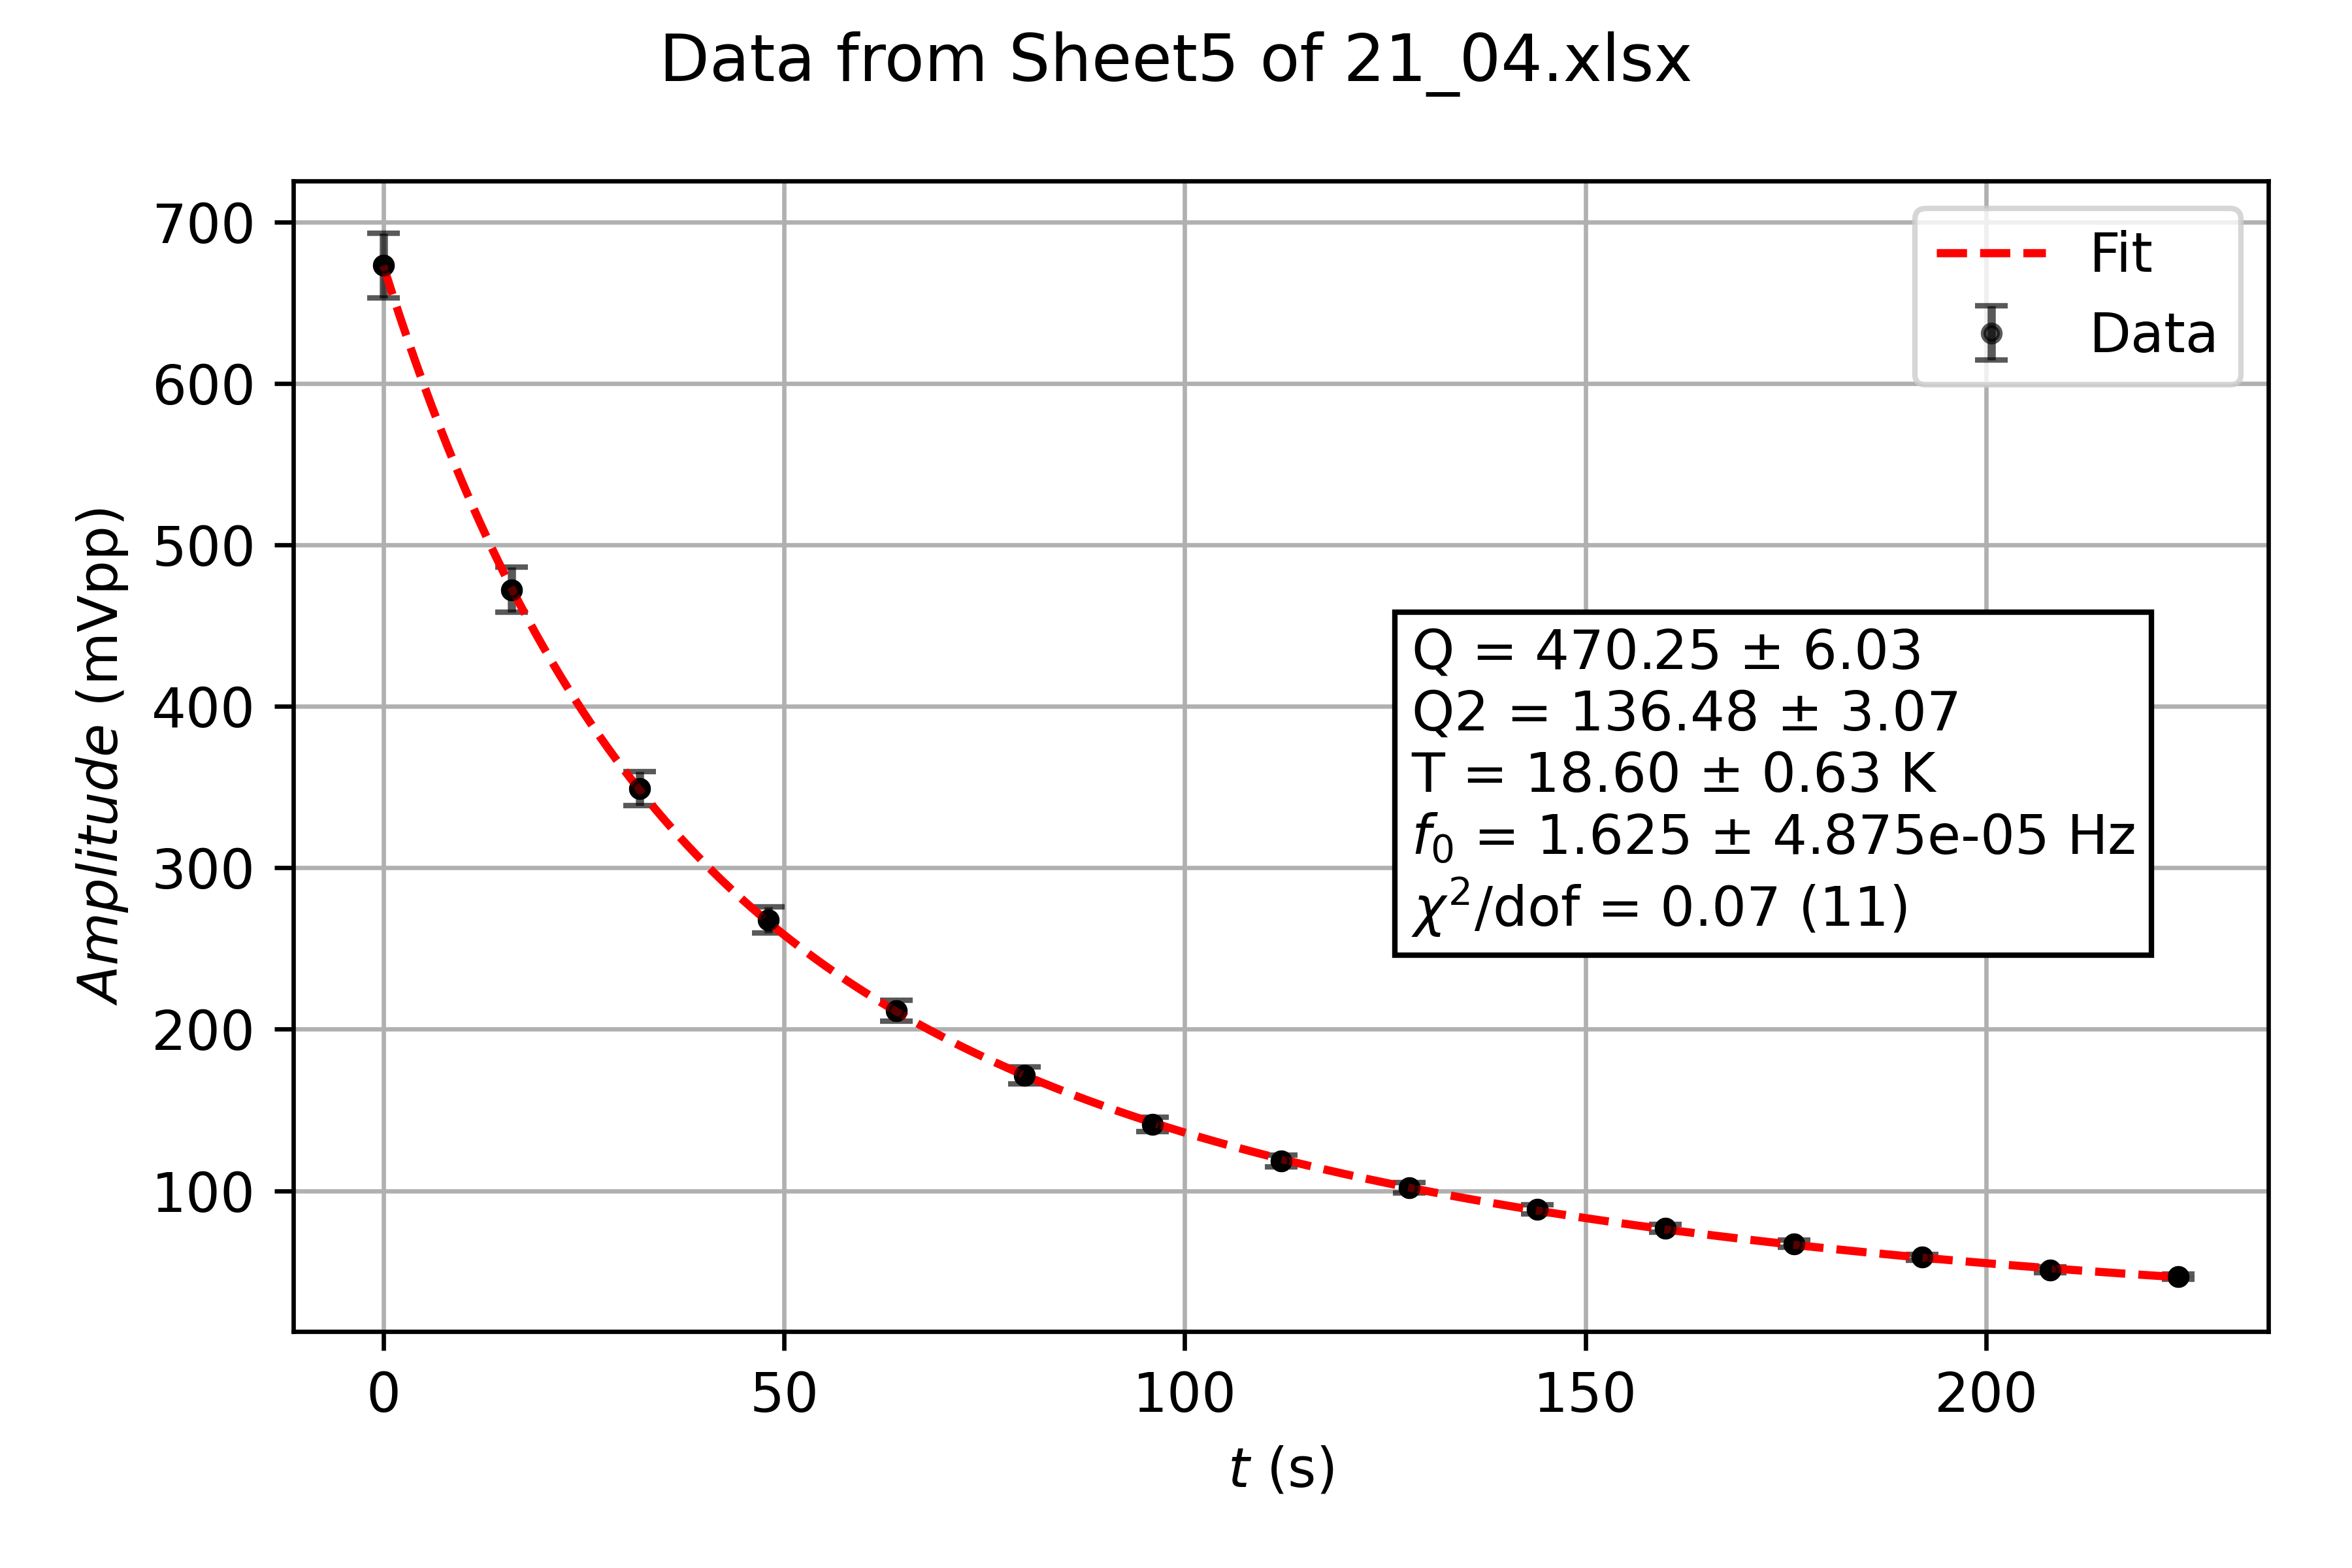 Data from Sheet5 of 21_04.xlsx
700
600
500
400
300
200
100
Amplitude (mVpp)
Fit
Data
Q = 470.25 ± 6.03
Q2 = 136.48 ± 3.07
T = 18.60 ± 0.63 K
f₀ = 1.625 ± 4.875e-05 Hz
χ²/dof = 0.07 (11)
0 50 100 150 200
t (s)